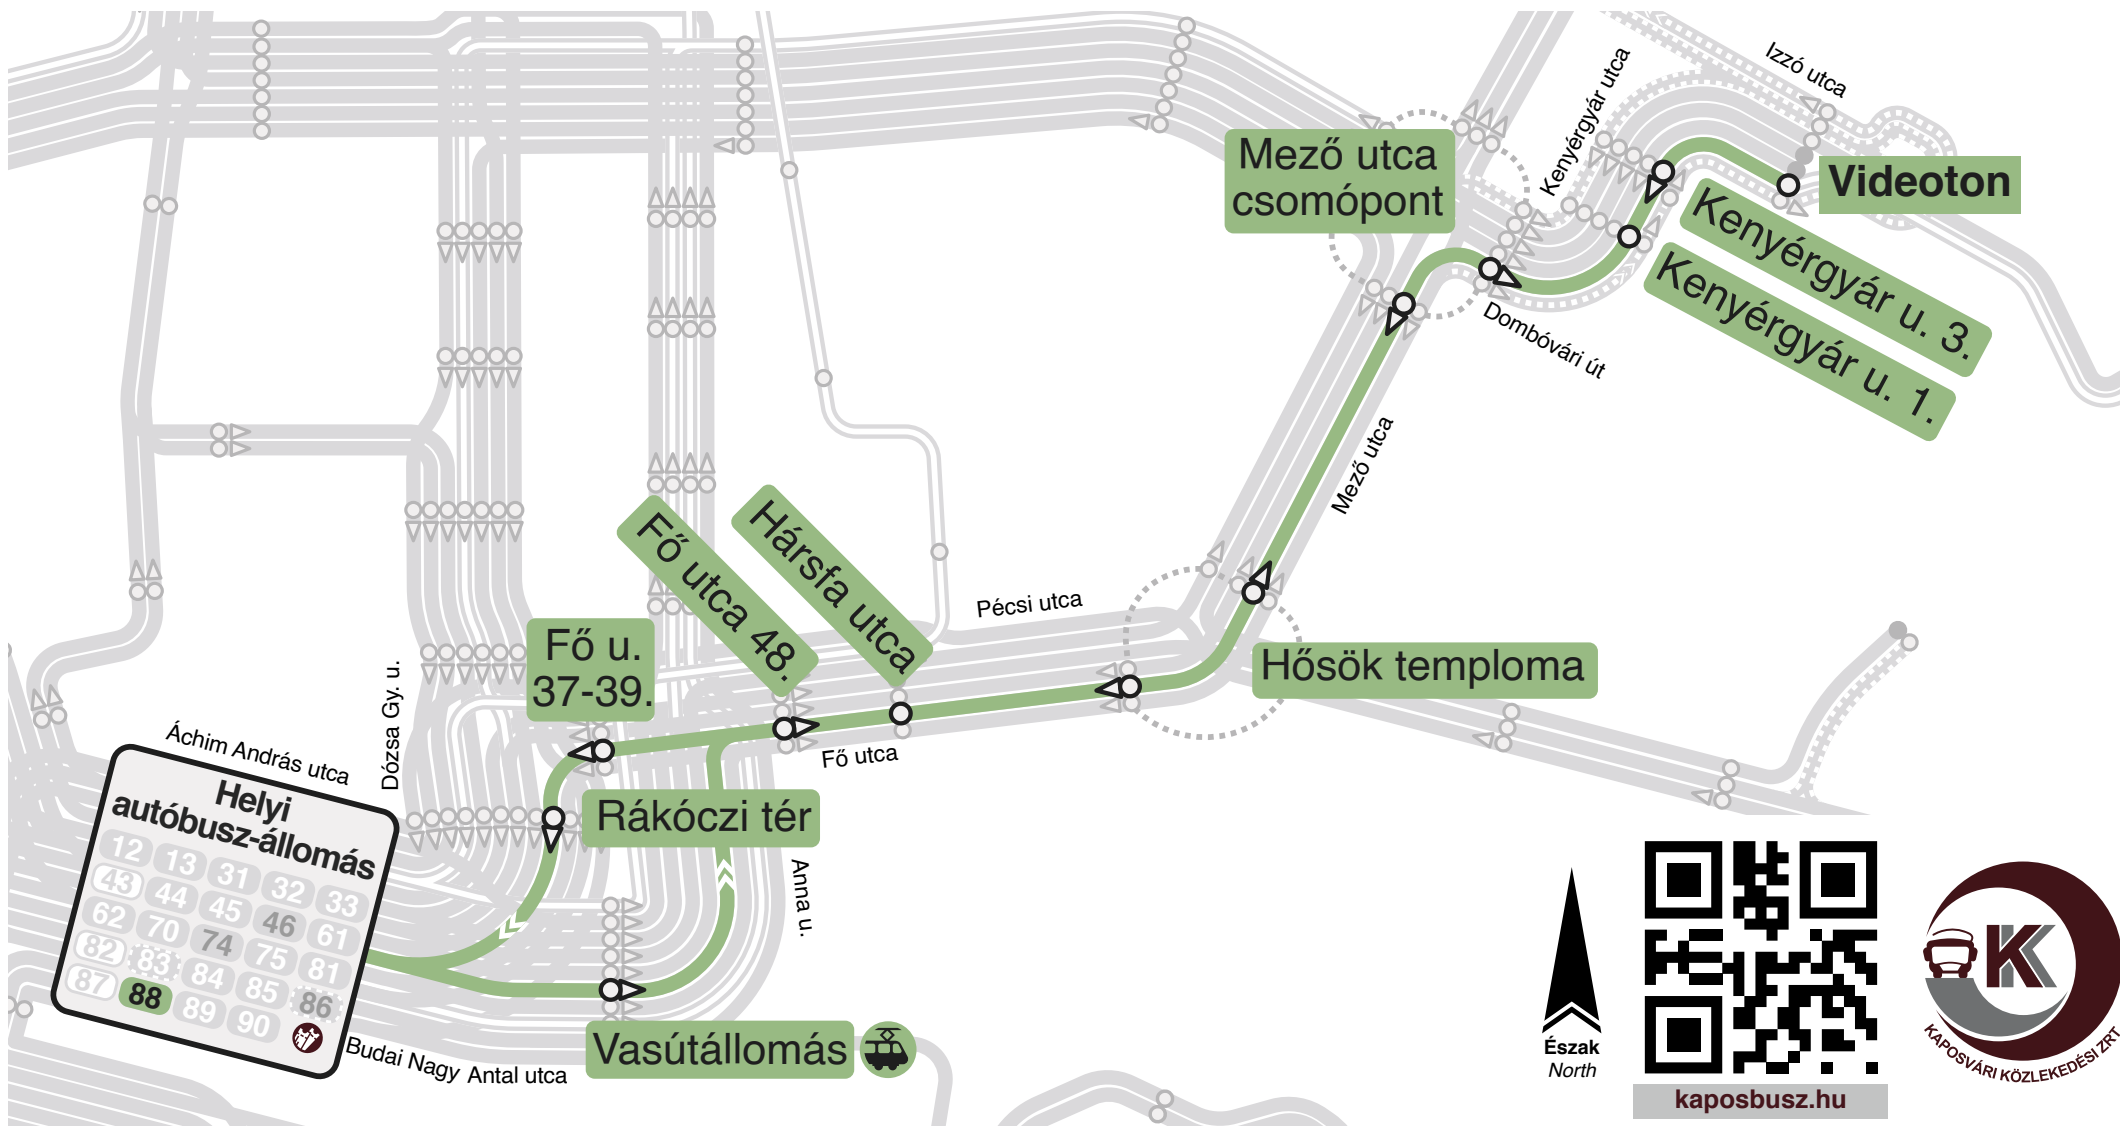 Izzó utca
Kenyérgyár utca
Mező utca
csomópont
Videoton
Kenyérgyár u. 3.
Kenyérgyár u. 1.
Dombóvári út
Mező utca
Hársfa utca
Fő utca 48.
Pécsi utca
Fő u.
37-39.
Hősök temploma
Dózsa Gy. u.
Fő utca
Áchim András utca
Helyi
autóbusz-állomás
12 13 31 32 33
43 44 45 46 61
62 70 74 75 81
82 83 84 85 86
87 88 89 90
Rákóczi tér
Anna u.
Vasútállomás
Budai Nagy Antal utca
Észak
North
kaposbusz.hu
KK
KAPOSVÁRI KÖZLEKEDÉSI ZRT